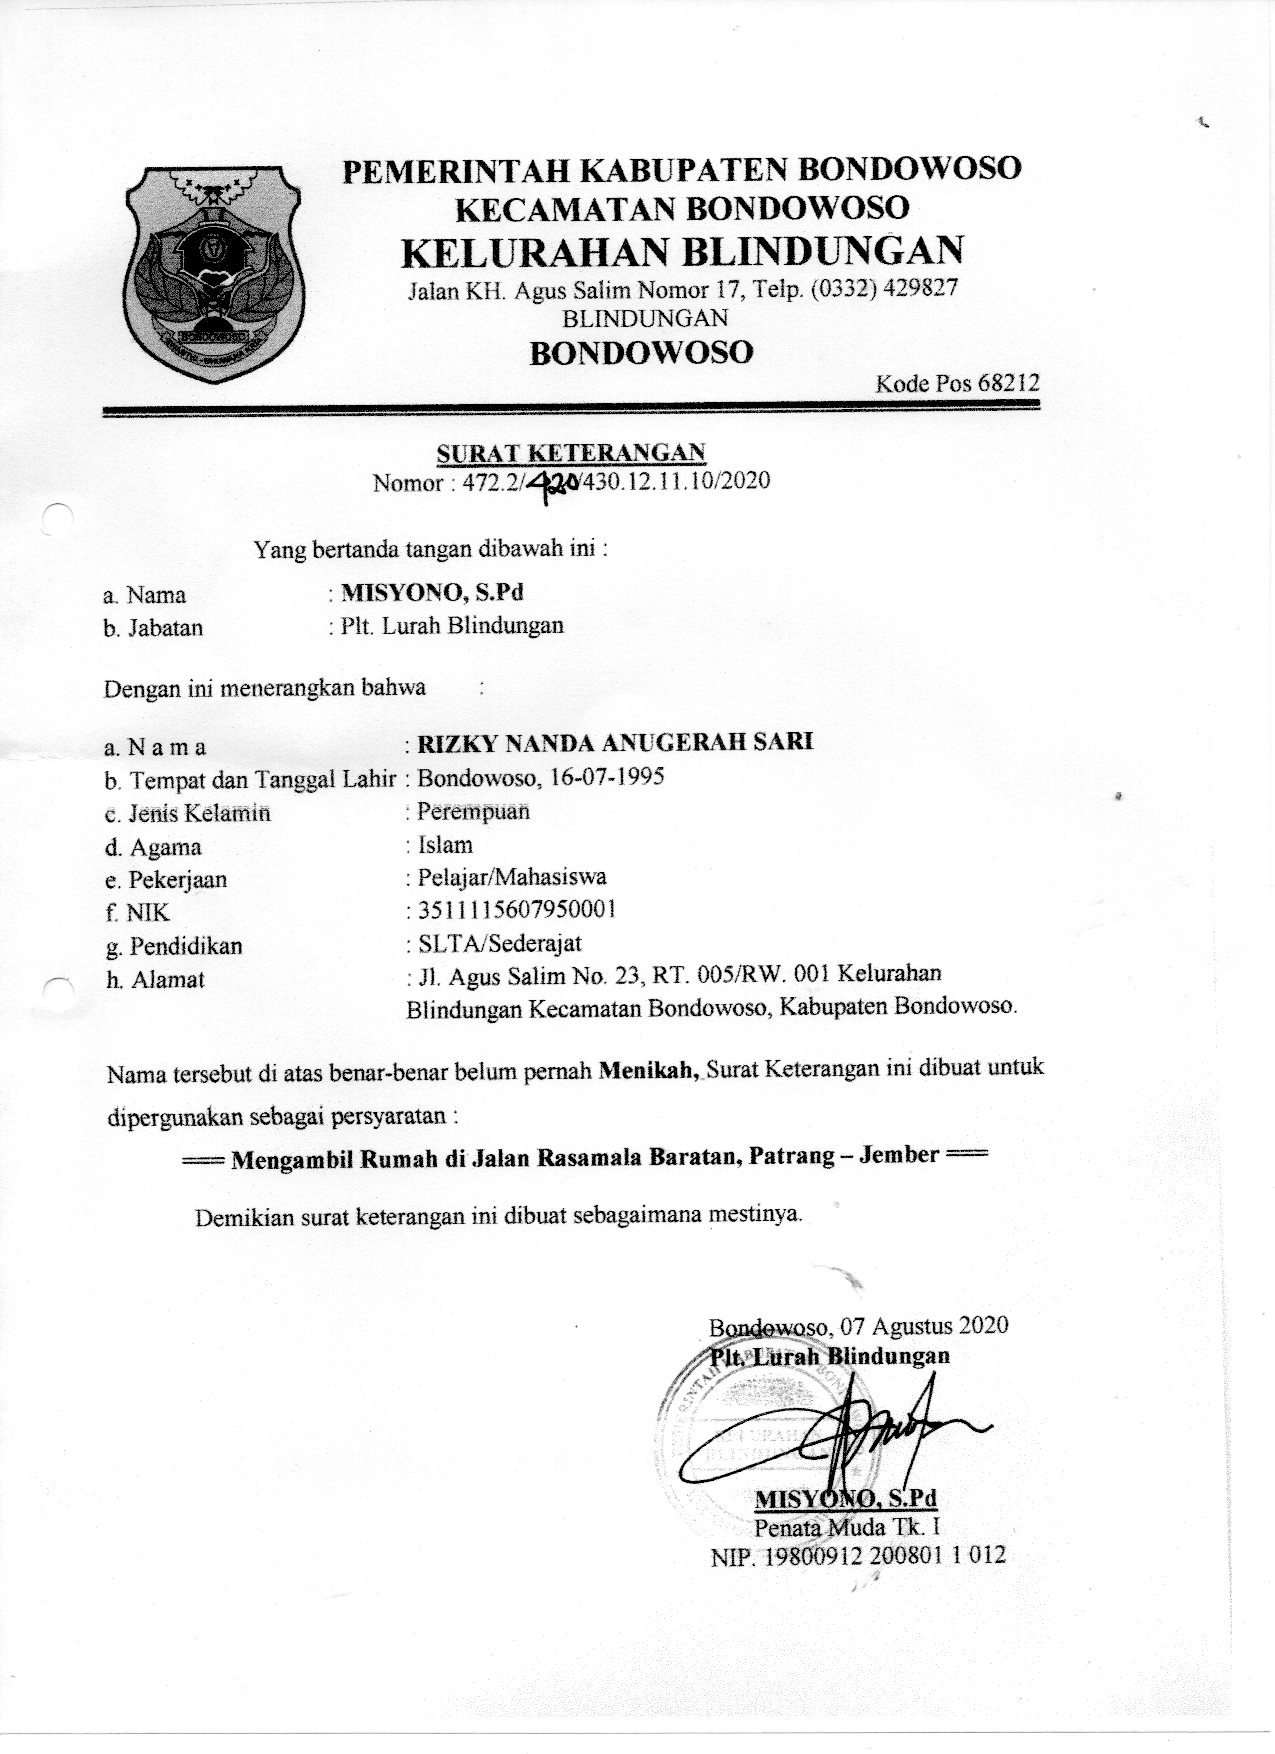 PEMERINTAH KABUPATEN BONDOWOSO
KECAMATAN BONDOWOSO
KELURAHAN BLINDUNGAN
Jalan KH. Agus Salim Nomor 17, Telp. (0332) 429827
BLINDUNGAN
BONDOWOSO
Kode Pos 68212
BONDOWOSO
SURAT KETERANGAN
Nomor : 472.2/420/430.12.11.10/2020
Yang bertanda tangan dibawah ini :
a. Nama : MISYONO, S.Pd
b. Jabatan : Plt. Lurah Blindungan
Dengan ini menerangkan bahwa :
a. N a m a : RIZKY NANDA ANUGERAH SARI
b. Tempat dan Tanggal Lahir : Bondowoso, 16-07-1995
c. Jenis Kelamin : Perempuan
d. Agama : Islam
e. Pekerjaan : Pelajar/Mahasiswa
f. NIK : 3511115607950001
g. Pendidikan : SLTA/Sederajat
h. Alamat : Jl. Agus Salim No. 23, RT. 005/RW. 001 Kelurahan
Blindungan Kecamatan Bondowoso, Kabupaten Bondowoso.
Nama tersebut di atas benar-benar belum pernah Menikah, Surat Keterangan ini dibuat untuk
dipergunakan sebagai persyaratan :
=== Mengambil Rumah di Jalan Rasamala Baratan, Patrang – Jember ===
Demikian surat keterangan ini dibuat sebagaimana mestinya.
Bondowoso, 07 Agustus 2020
Plt. Lurah Blindungan
KELURAHAN
BLINDUNGAN
MISYONO, S.Pd
Penata Muda Tk. I
NIP. 19800912 200801 1 012